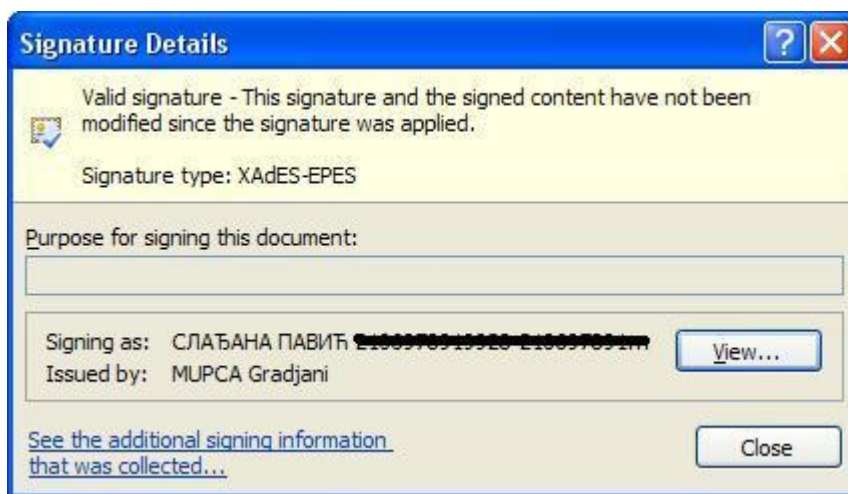 Signature Details
Valid signature - This signature and the signed content have not been
modified since the signature was applied.
Signature type: XAdES-EPES
Purpose for signing this document:
Signing as: СЛАЂАНА ПАВИЋ
View...
Issued by: MUPCA Gradjani
See the additional signing information
that was collected...
Close